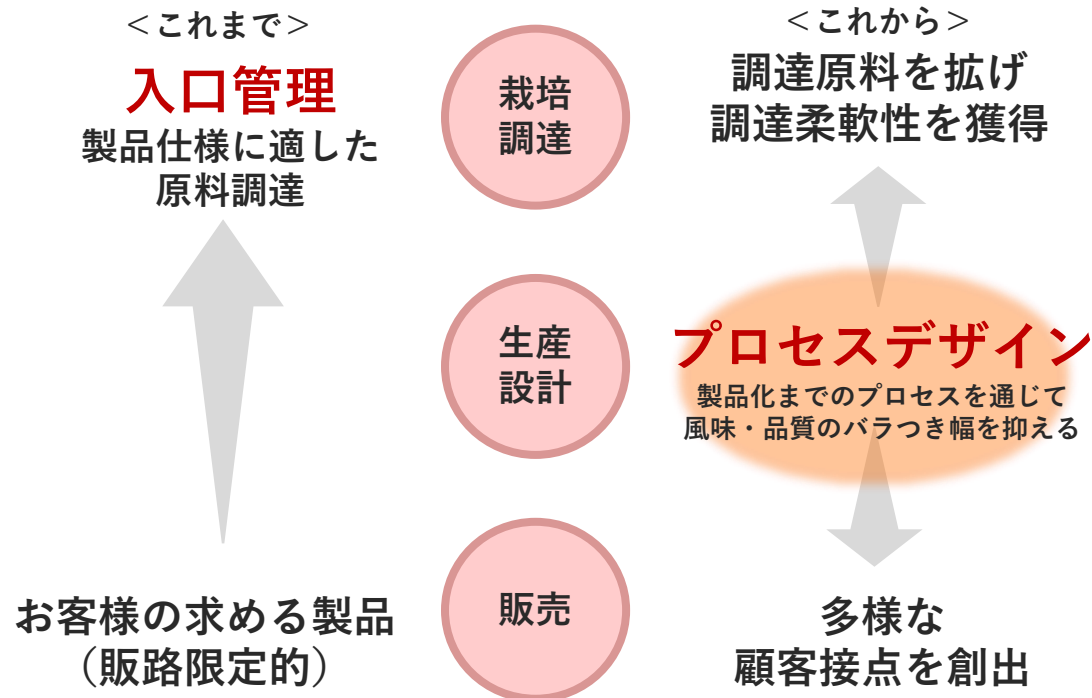 ＜これまで＞
入口管理
製品仕様に適した
原料調達
お客様の求める製品
（販路限定的）
栽培
調達
生産
設計
販売
＜これから＞
調達原料を拡げ
調達柔軟性を獲得
プロセスデザイン
製品化までのプロセスを通じて
風味・品質のバラつき幅を抑える
多様な
顧客接点を創出